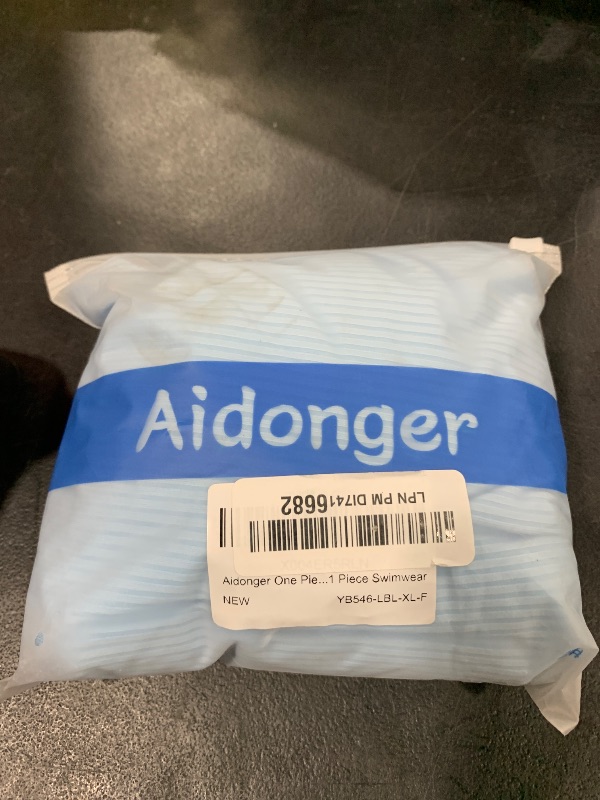 Aidonger
LPN PM DI7416682
Aidonger One Pie...1 Piece Swimwear
NEW YB546-LBL-XL-F